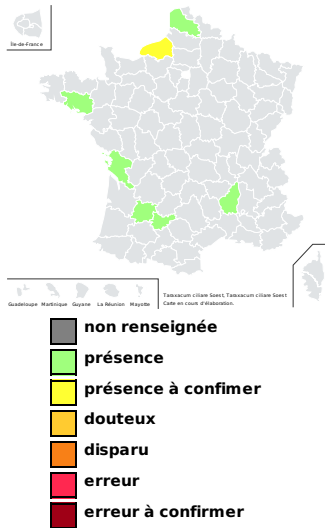 Île-de-France
Guadeloupe Martinique Guyane La Réunion Mayotte
Taraxacum ciliare Soest, Taraxacum ciliare Soest
Carte en cours d'élaboration.
non renseignée
présence
présence à confimer
douteux
disparu
erreur
erreur à confirmer